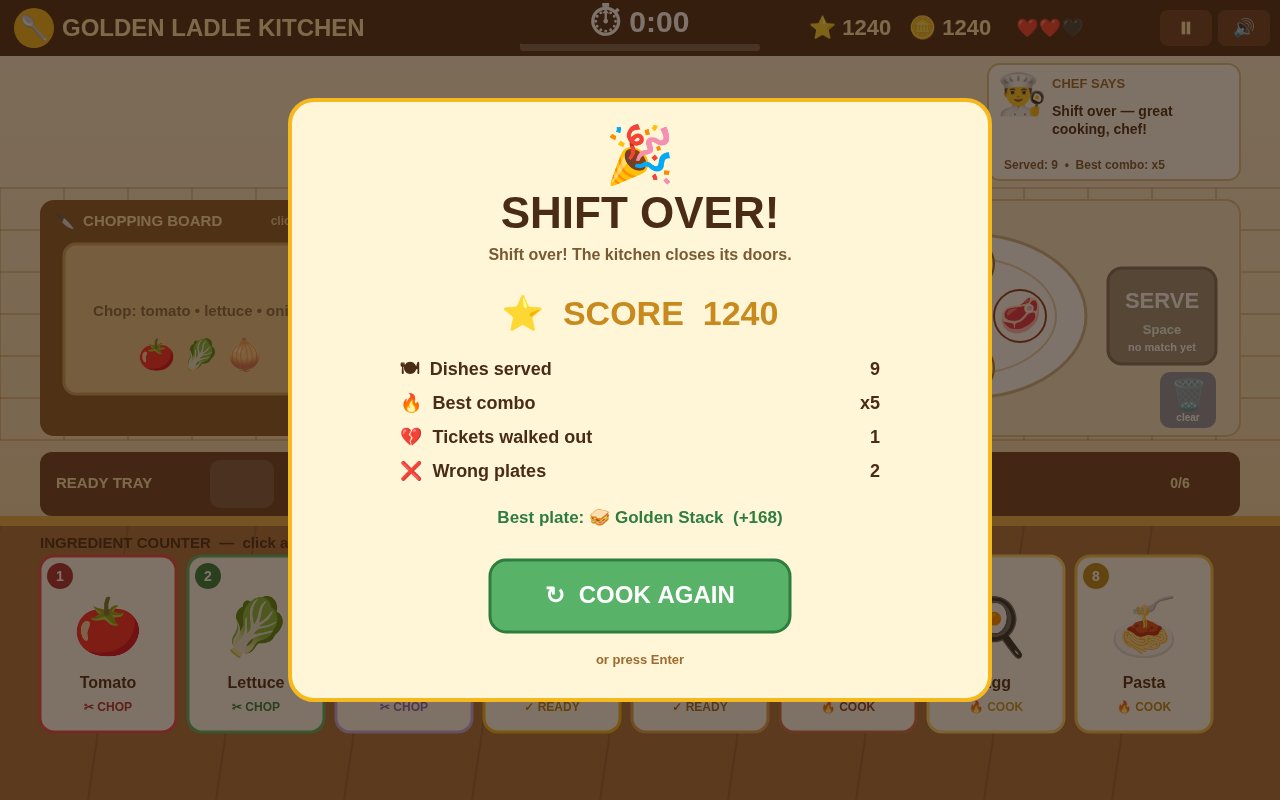 GOLDEN LADLE KITCHEN
0:00
1240
1240
CHEF SAYS
Shift over — great
cooking, chef!
Served: 9 • Best combo: x5
SHIFT OVER!
Shift over! The kitchen closes its doors.
SCORE 1240
Dishes served 9
Best combo x5
Tickets walked out 1
Wrong plates 2
Best plate: Golden Stack (+168)
↻ COOK AGAIN
or press Enter
CHOPPING BOARD
Chop: tomato • lettuce •
SERVE
Space
no match yet
clear
READY TRAY
0/6
INGREDIENT COUNTER — click
1
2
8
Tomato
Lettuce
Pasta
✂ CHOP
✂ CHOP
✂ CHOP
✓ READY
✓ READY
COOK
COOK
COOK